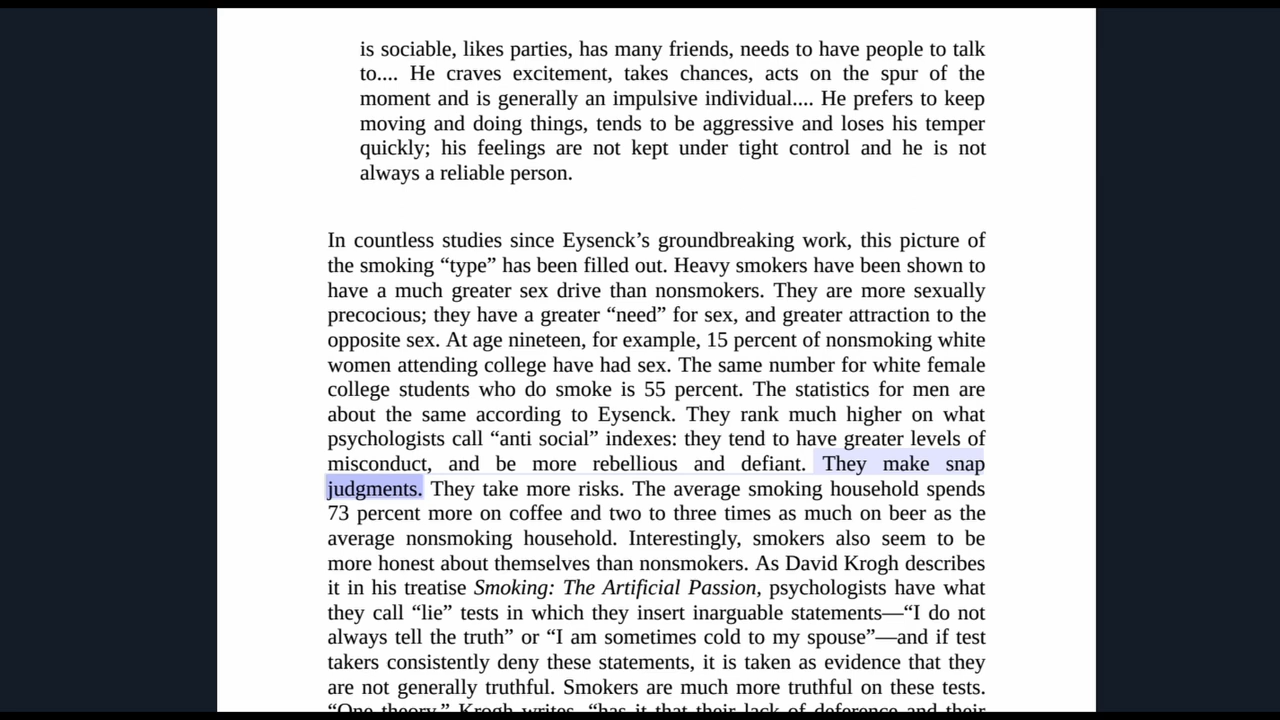 is sociable, likes parties, has many friends, needs to have people to talk
to.... He craves excitement, takes chances, acts on the spur of the
moment and is generally an impulsive individual.... He prefers to keep
moving and doing things, tends to be aggressive and loses his temper
quickly; his feelings are not kept under tight control and he is not
always a reliable person.
In countless studies since Eysenck’s groundbreaking work, this picture of
the smoking “type” has been filled out. Heavy smokers have been shown to
have a much greater sex drive than nonsmokers. They are more sexually
precocious; they have a greater “need” for sex, and greater attraction to the
opposite sex. At age nineteen, for example, 15 percent of nonsmoking white
women attending college have had sex. The same number for white female
college students who do smoke is 55 percent. The statistics for men are
about the same according to Eysenck. They rank much higher on what
psychologists call “anti social” indexes: they tend to have greater levels of
misconduct, and be more rebellious and defiant. They make snap
judgments. They take more risks. The average smoking household spends
73 percent more on coffee and two to three times as much on beer as the
average nonsmoking household. Interestingly, smokers also seem to be
more honest about themselves than nonsmokers. As David Krogh describes
it in his treatise Smoking: The Artificial Passion, psychologists have what
they call “lie” tests in which they insert inarguable statements—“I do not
always tell the truth” or “I am sometimes cold to my spouse”—and if test
takers consistently deny these statements, it is taken as evidence that they
are not generally truthful. Smokers are much more truthful on these tests.
“One theory,” Krogh writes, “has it that their lack of deference and their